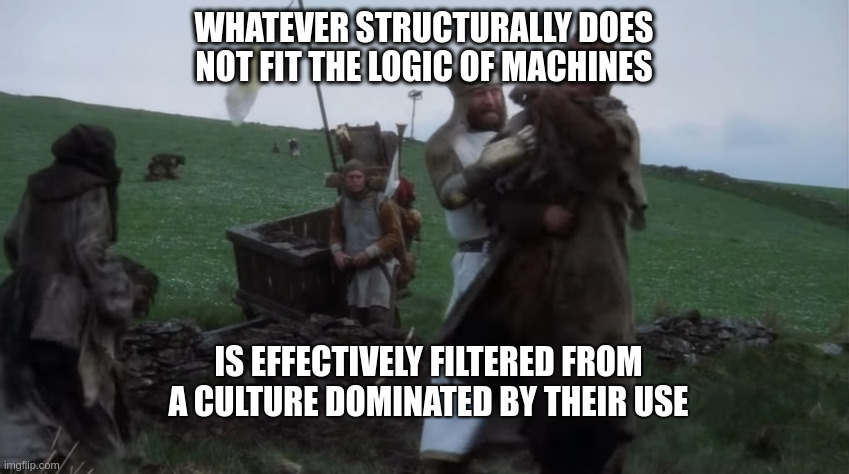 WHATEVER STRUCTURALLY DOES
NOT FIT THE LOGIC OF MACHINES
IS EFFECTIVELY FILTERED FROM
A CULTURE DOMINATED BY THEIR USE
imgflip.com